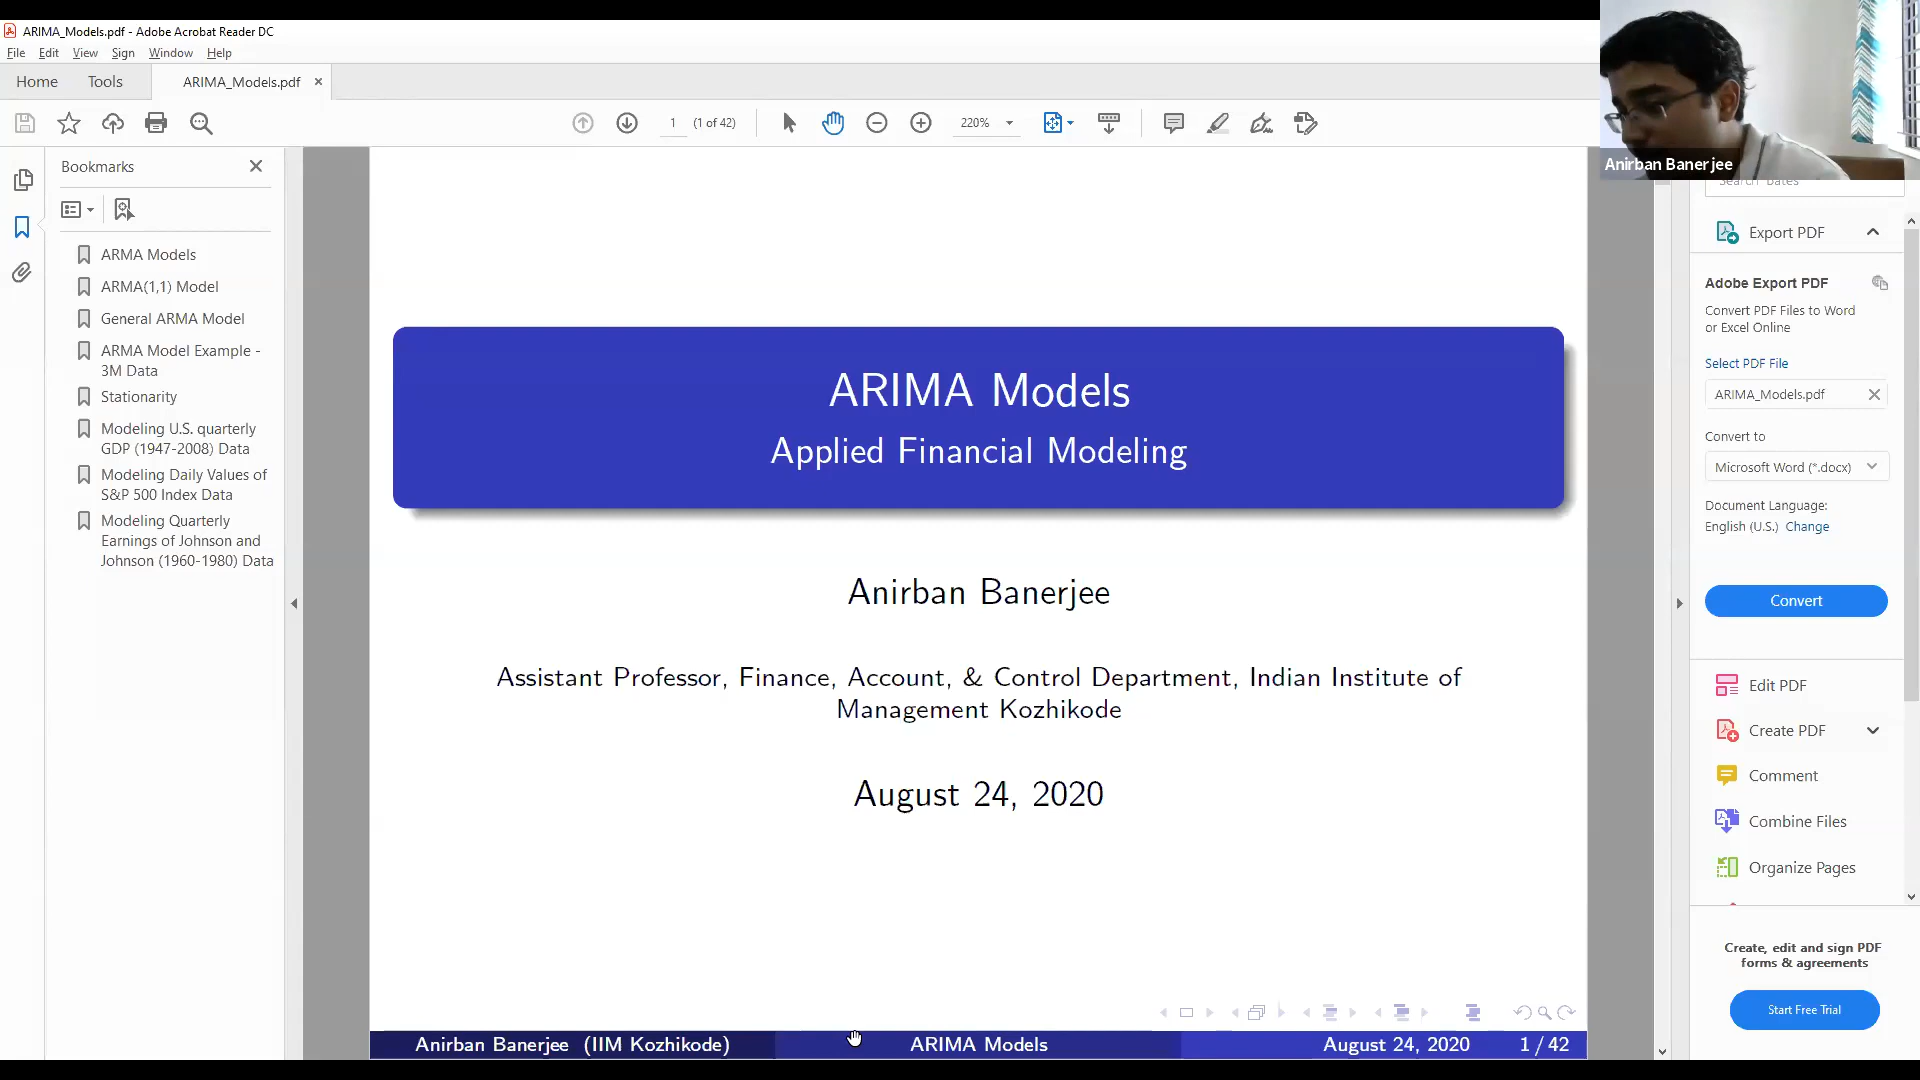 ARIMA_Models.pdf - Adobe Acrobat Reader DC
File Edit View Sign Window Help
Home Tools ARIMA_Models.pdf ×
1 (1 of 42) 220%
Anirban Banerjee
Bookmarks
ARMA Models
ARMA(1,1) Model
General ARMA Model
ARMA Model Example -
3M Data
Stationarity
Modeling U.S. quarterly
GDP (1947-2008) Data
Modeling Daily Values of
S&P 500 Index Data
Modeling Quarterly
Earnings of Johnson and
Johnson (1960-1980) Data
ARIMA Models
Applied Financial Modeling
Anirban Banerjee
Assistant Professor, Finance, Account, & Control Department, Indian Institute of
Management Kozhikode
August 24, 2020
Anirban Banerjee (IIM Kozhikode) ARIMA Models August 24, 2020 1 / 42
Export PDF
Adobe Export PDF
Convert PDF Files to Word
or Excel Online
Select PDF File
ARIMA_Models.pdf
Convert to
Microsoft Word (*.docx)
Document Language:
English (U.S.) Change
Convert
Edit PDF
Create PDF
Comment
Combine Files
Organize Pages
Create, edit and sign PDF
forms & agreements
Start Free Trial